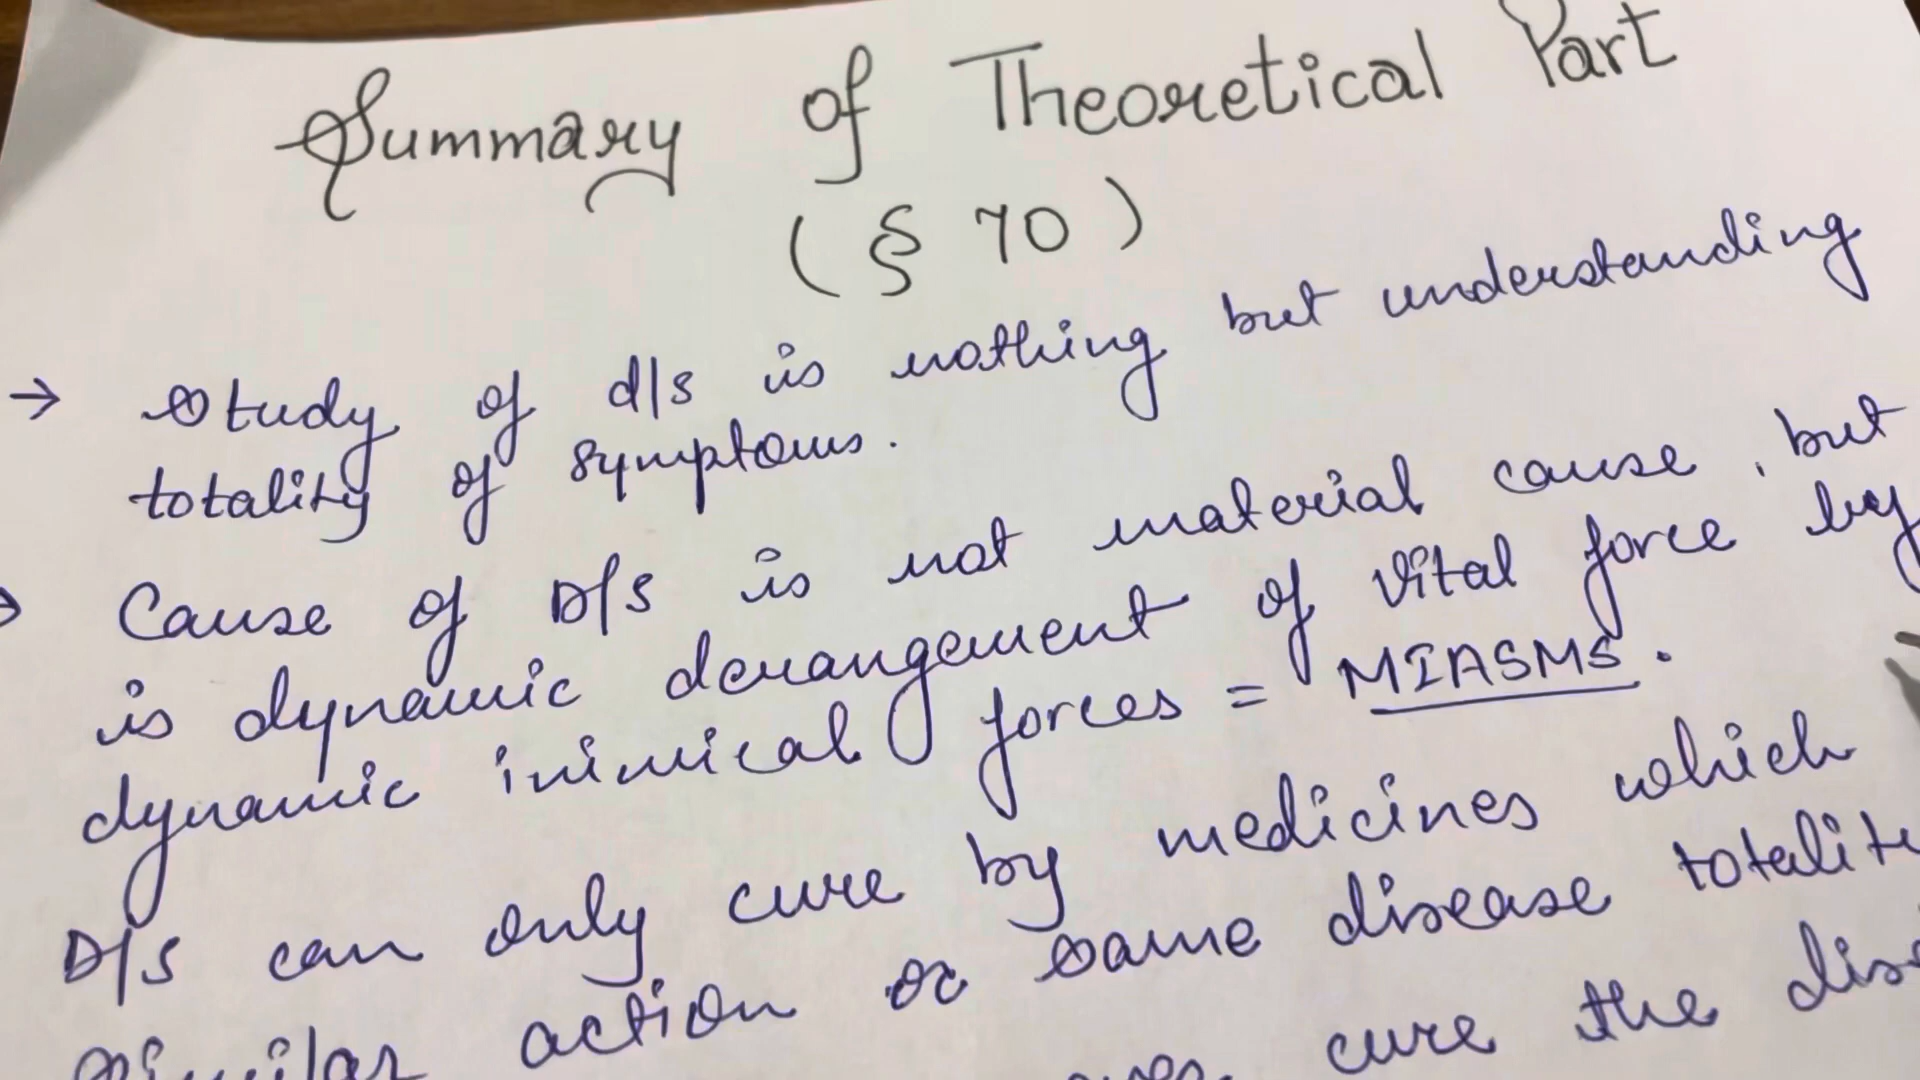 Summary of Theoretical Part
(§ 70)
→ Study of d/s is nothing but understanding
totality of symptoms.
→ Cause of D/s is not material cause, but
is dynamic derangement of vital force by
dynamic inimical forces = MIASMS.
D/s can only cure by medicines which
similar action or same disease
cure the